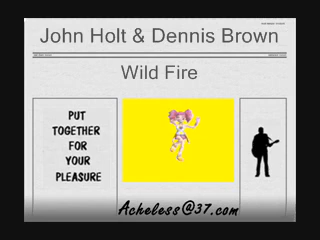 John Holt & Dennis Brown
Wild Fire
PUT
TOGETHER
FOR
YOUR
PLEASURE
Acheless@37.com